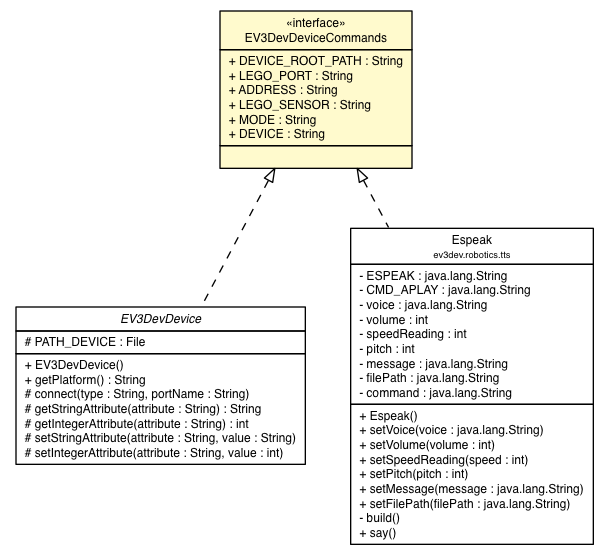 «interface»
EV3DevDeviceCommands
+ DEVICE_ROOT_PATH : String
+ LEGO_PORT : String
+ ADDRESS : String
+ LEGO_SENSOR : String
+ MODE : String
+ DEVICE : String
EV3DevDevice
# PATH_DEVICE : File
+ EV3DevDevice()
+ getPlatform() : String
# connect(type : String, portName : String)
# getStringAttribute(attribute : String) : String
# getIntegerAttribute(attribute : String) : int
# setStringAttribute(attribute : String, value : String)
# setIntegerAttribute(attribute : String, value : int)
Espeak
ev3dev.robotics.tts
- ESPEAK : java.lang.String
- CMD_APLAY : java.lang.String
- voice : java.lang.String
- volume : int
- speedReading : int
- pitch : int
- message : java.lang.String
- filePath : java.lang.String
- command : java.lang.String
+ Espeak()
+ setVoice(voice : java.lang.String)
+ setVolume(volume : int)
+ setSpeedReading(speed : int)
+ setPitch(pitch : int)
+ setMessage(message : java.lang.String)
+ setFilePath(filePath : java.lang.String)
- build()
+ say()